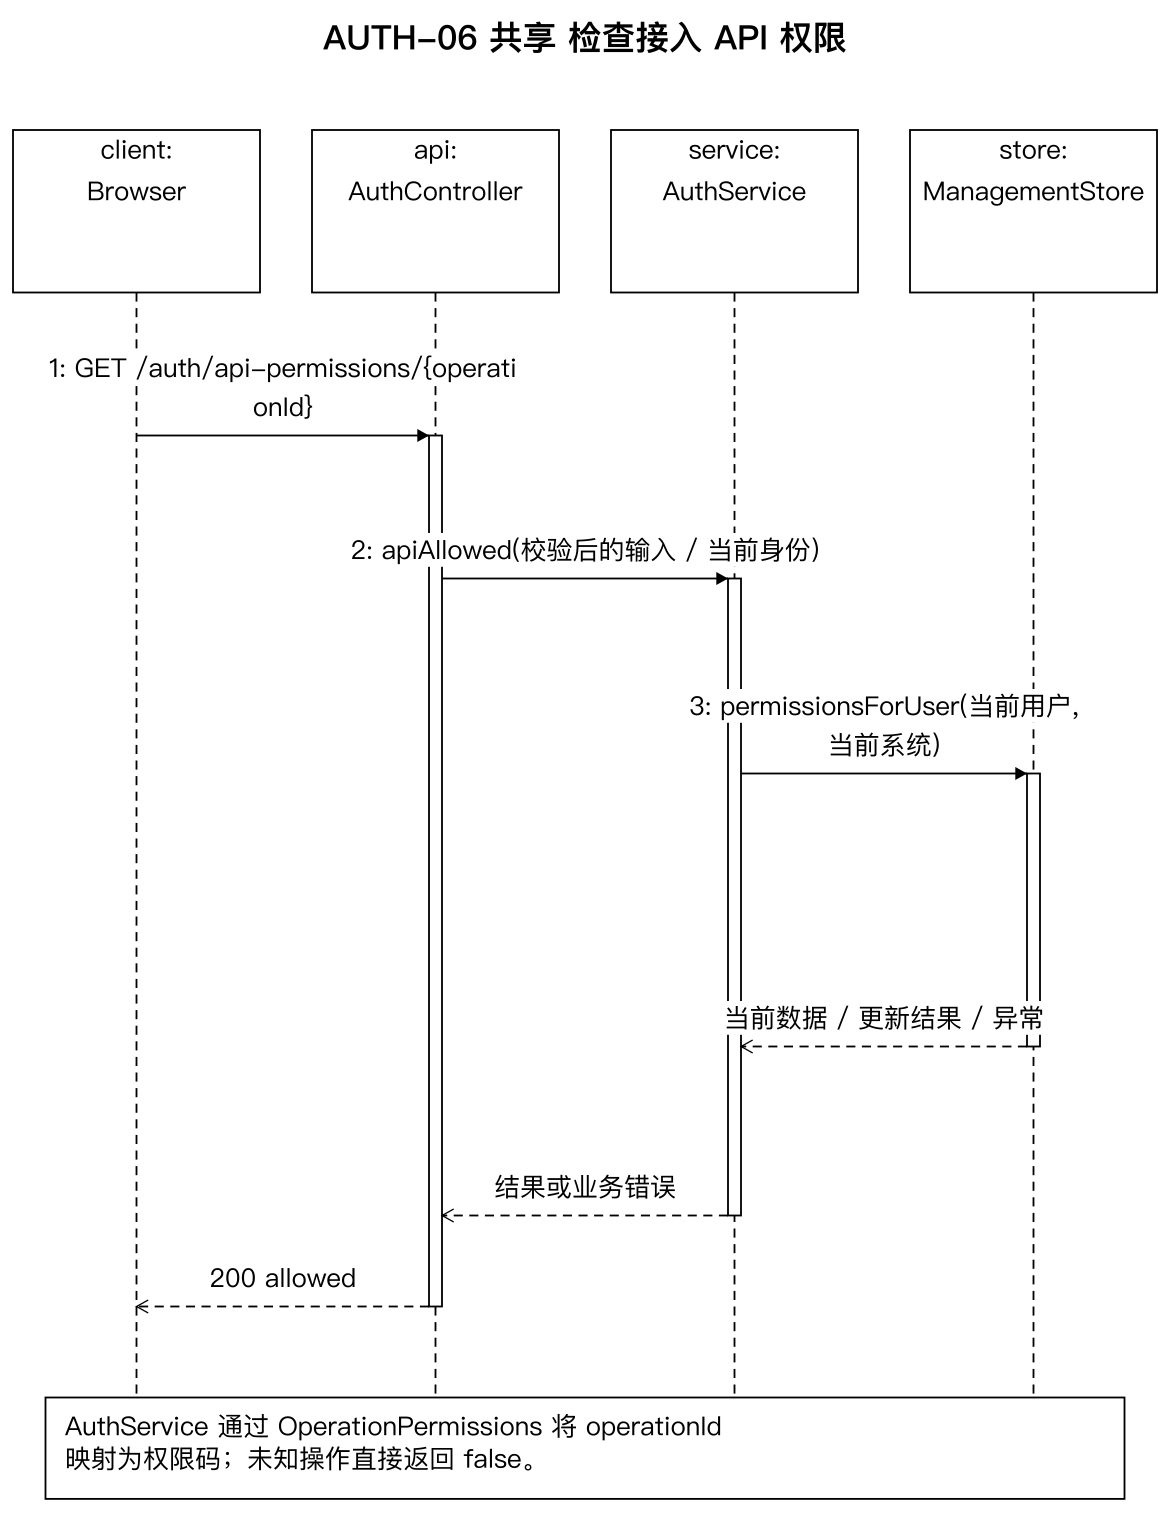 AUTH–06 共享 检查接入 API 权限
client:
Browser
api:
AuthController
service:
AuthService
store:
ManagementStore
1: GET /auth/api–permissions/{operati
onId}
2: apiAllowed(校验后的输入 / 当前身份)
3: permissionsForUser(当前用户,
当前系统)
当前数据 / 更新结果 / 异常
结果或业务错误
200 allowed
AuthService 通过 OperationPermissions 将 operationId
映射为权限码；未知操作直接返回 false。